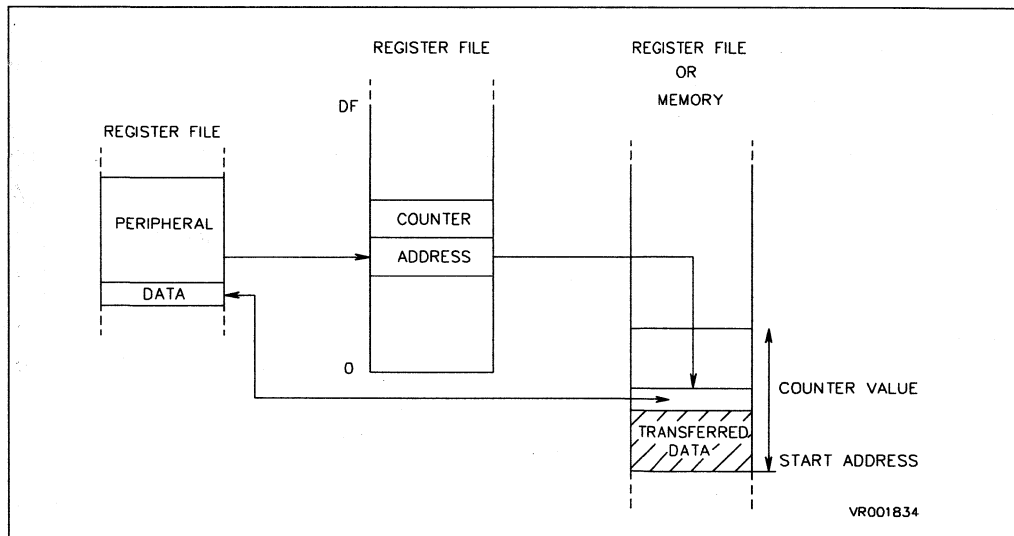 REGISTER FILE
PERIPHERAL
DATA
REGISTER FILE
DF
COUNTER
ADDRESS
0
REGISTER FILE
OR
MEMORY
TRANSFERRED
DATA
COUNTER VALUE
START ADDRESS
VR001834